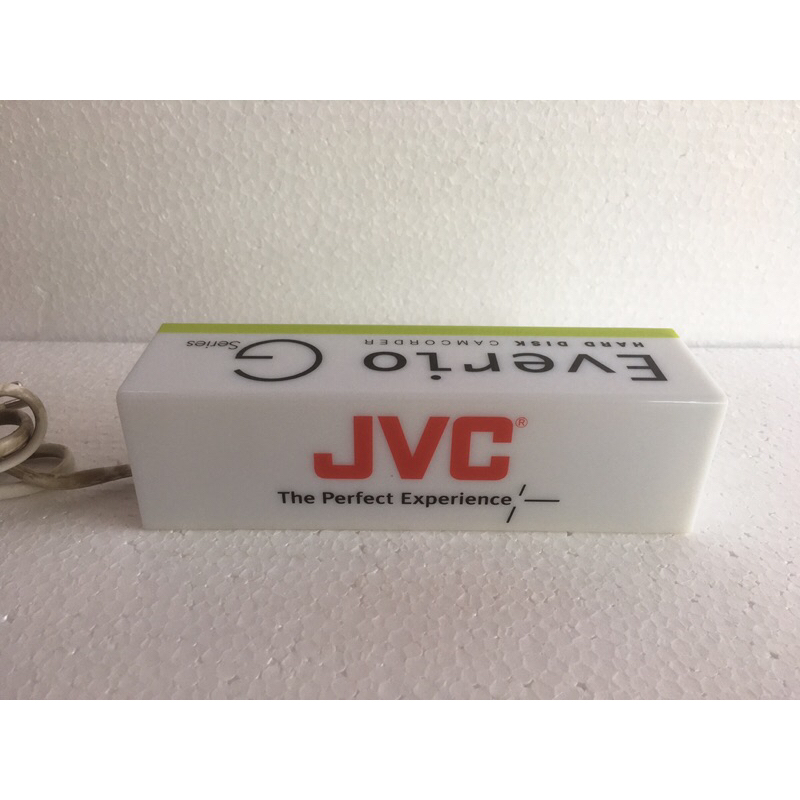 Everio G Series
HARD DISK CAMCORDER
JVC®
The Perfect Experience